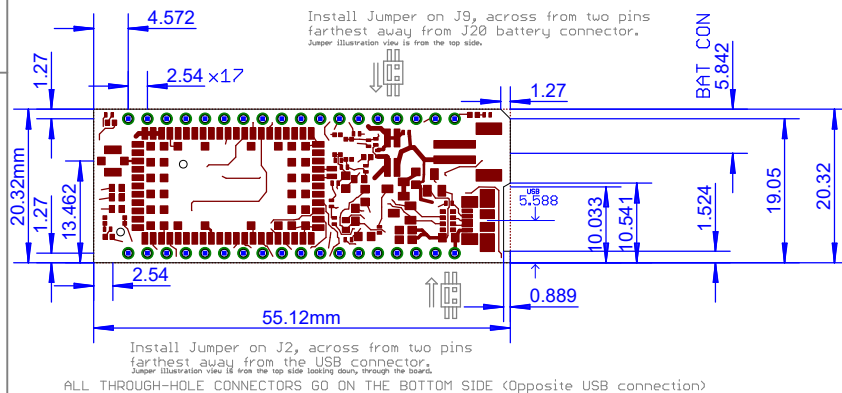 Install Jumper on J9, across from two pins
farthest away from J20 battery connector.
Jumper illustration view is from the top side.
4.572
2.54 x17
1.27
1.27
BAT CON
5.842
20.32mm
1.27
13.462
USB
5.588
10.033
10.541
1.524
19.05
20.32
2.54
0.889
55.12mm
Install Jumper on J2, across from two pins
farthest away from the USB connector.
Jumper illustration view is from the top side looking down, through the board.
ALL THROUGH-HOLE CONNECTORS GO ON THE BOTTOM SIDE (Opposite USB connection)